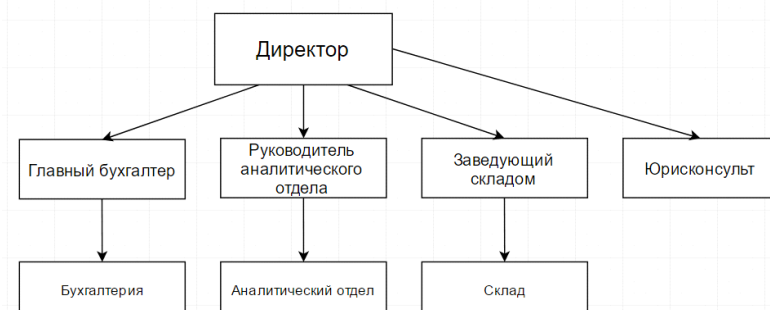 Директор
Главный бухгалтер
Руководитель
аналитического
отдела
Заведующий
складом
Юрисконсульт
Бухгалтерия
Аналитический отдел
Склад